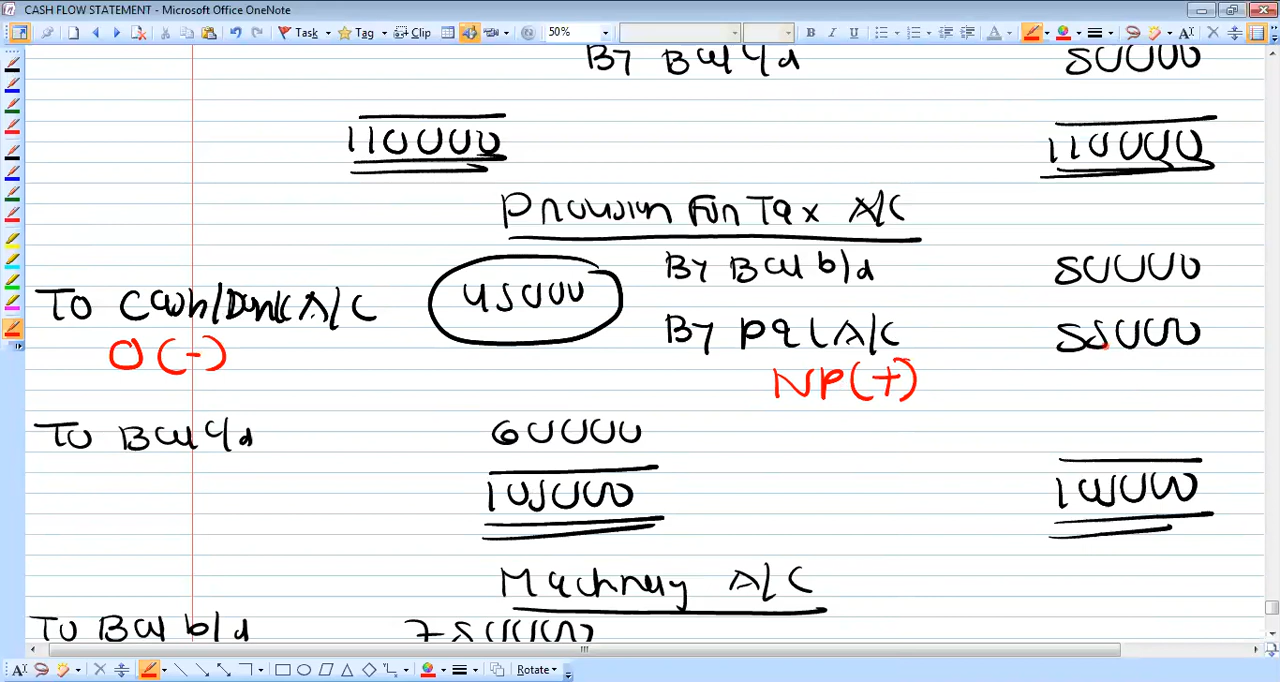 CASH FLOW STATEMENT - Microsoft Office OneNote
Task Tag Clip 50%
By Bal c/d 50000
110000 110000
Provision For Tax A/C
By Bal b/d 50000
To Cash/Bank A/C 45000
By P&L A/C 55000
O (-)
NP (+)
To Bal c/d 60000
105000 105000
Machinery A/C
To Bal b/d
Rotate